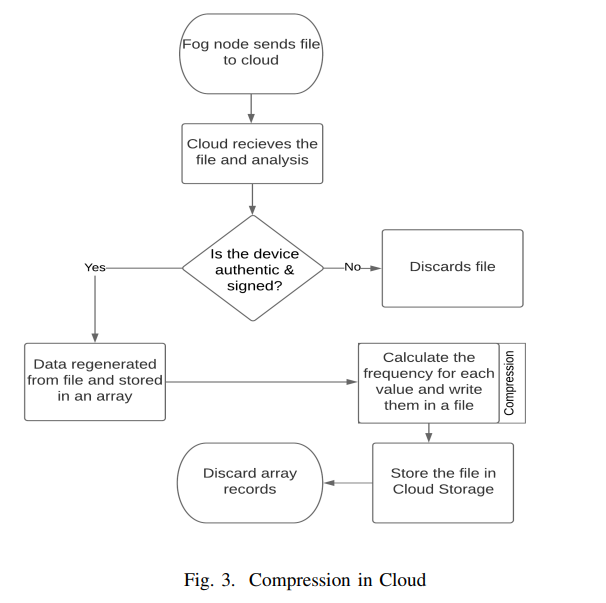 Fog node sends file
to cloud
Cloud recieves the
file and analysis
Is the device
authentic &
signed?
Yes
No
Discards file
Data regenerated
from file and stored
in an array
Calculate the
frequency for each
value and write
them in a file
Compression
Store the file in
Cloud Storage
Discard array
records
Fig. 3. Compression in Cloud